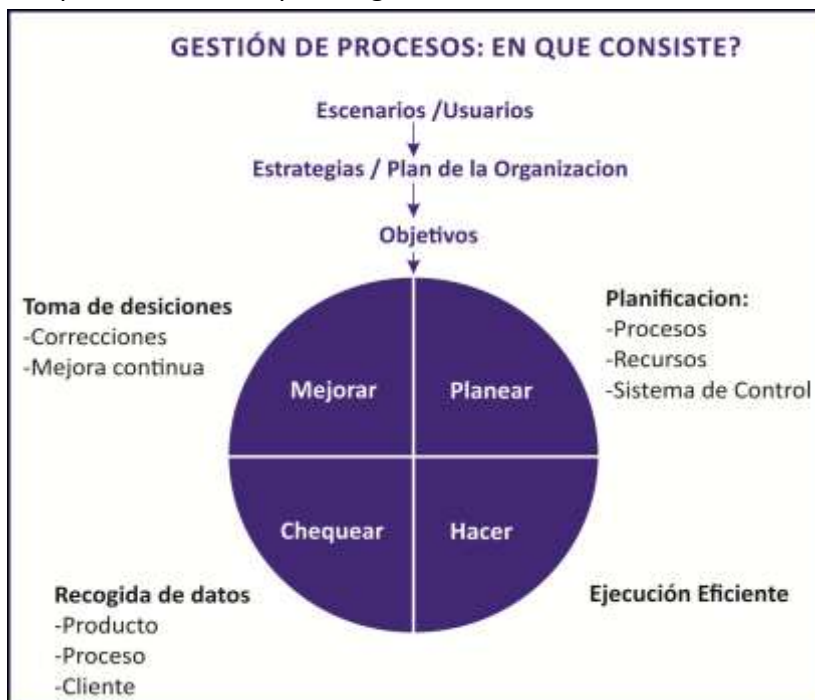 GESTIÓN DE PROCESOS: EN QUE CONSISTE?
Escenarios /Usuarios
Estrategias / Plan de la Organizacion
Objetivos
Toma de desiciones
-Correcciones
-Mejora continua
Planificacion:
-Procesos
-Recursos
-Sistema de Control
Mejorar
Planear
Chequear
Hacer
Recogida de datos
-Producto
-Proceso
-Cliente
Ejecución Eficiente